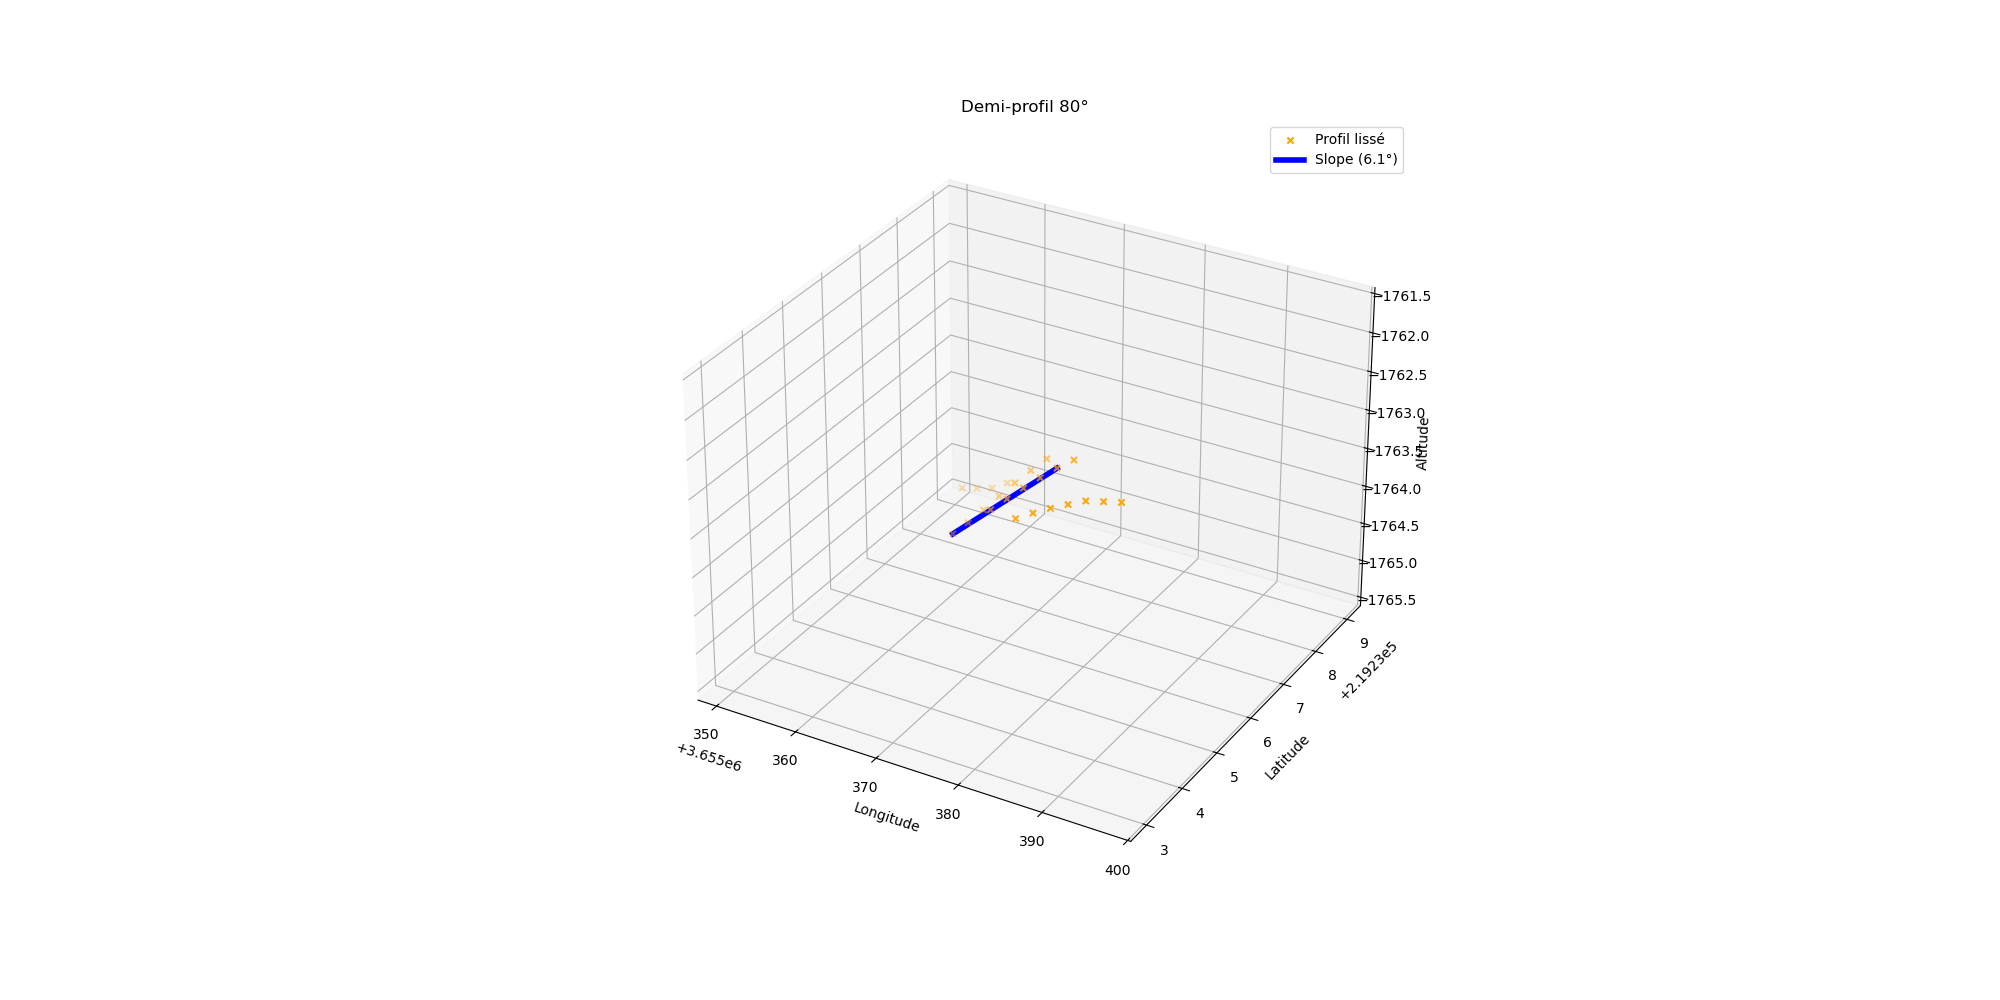 Demi-profil 80°
Profil lissé
Slope (6.1°)
−1761.5
−1762.0
−1762.5
−1763.0
−1763.5
−1764.0
−1764.5
−1765.0
−1765.5
Altitude
9
8
7
6
5
4
3
+2.1923e5
Latitude
350
360
370
380
390
400
+3.655e6
Longitude